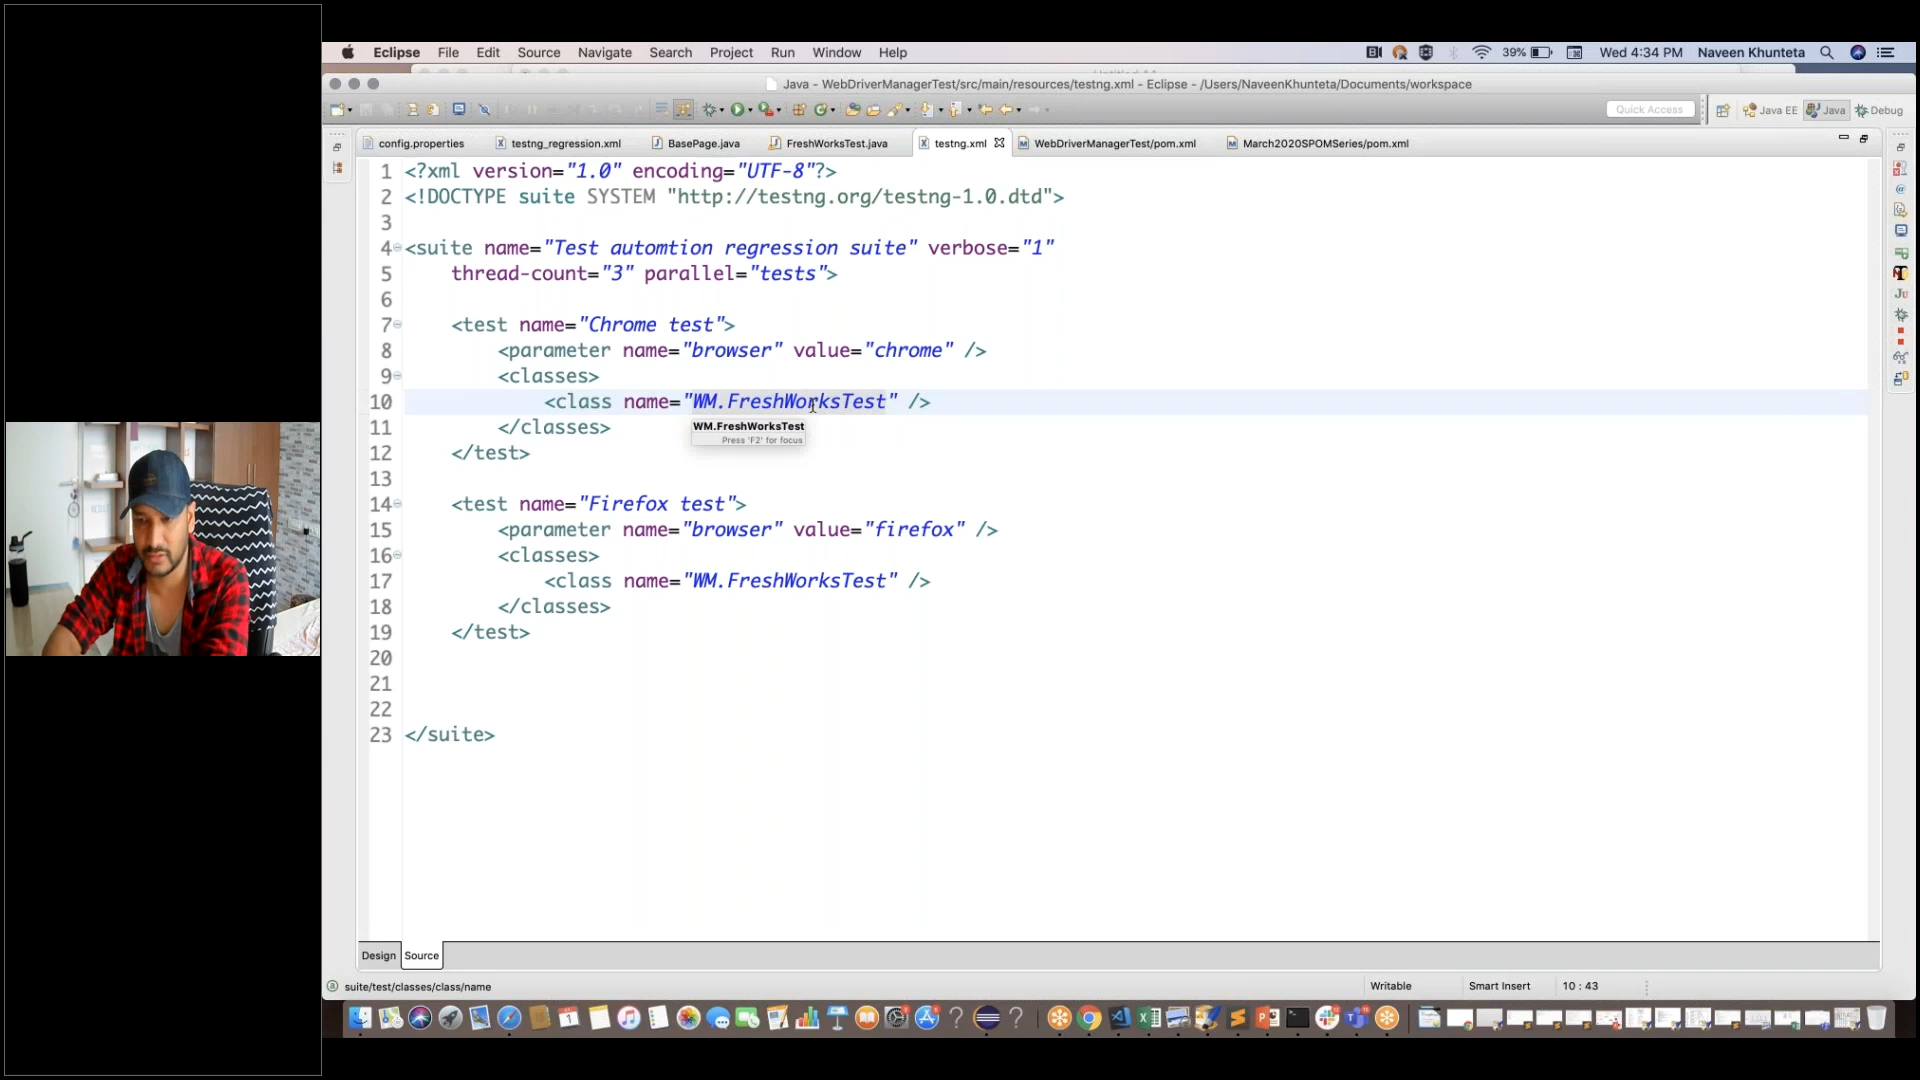 Eclipse File Edit Source Navigate Search Project Run Window Help 39% Wed 4:34 PM Naveen Khunteta
Java - WebDriverManagerTest/src/main/resources/testng.xml - Eclipse - /Users/NaveenKhunteta/Documents/workspace
Quick Access Java EE Java Debug
config.properties testng_regression.xml BasePage.java FreshWorksTest.java testng.xml WebDriverManagerTest/pom.xml March2020SPOMSeries/pom.xml
1 <?xml version="1.0" encoding="UTF-8"?>
2 <!DOCTYPE suite SYSTEM "http://testng.org/testng-1.0.dtd">
3
4 <suite name="Test automtion regression suite" verbose="1"
5 thread-count="3" parallel="tests">
6
7 <test name="Chrome test">
8 <parameter name="browser" value="chrome" />
9 <classes>
10 <class name="WM.FreshWorksTest" />
11 </classes>
WM.FreshWorksTest
Press 'F2' for focus
12 </test>
13
14 <test name="Firefox test">
15 <parameter name="browser" value="firefox" />
16 <classes>
17 <class name="WM.FreshWorksTest" />
18 </classes>
19 </test>
20
21
22
23 </suite>
Design Source
suite/test/classes/class/name Writable Smart Insert 10 : 43